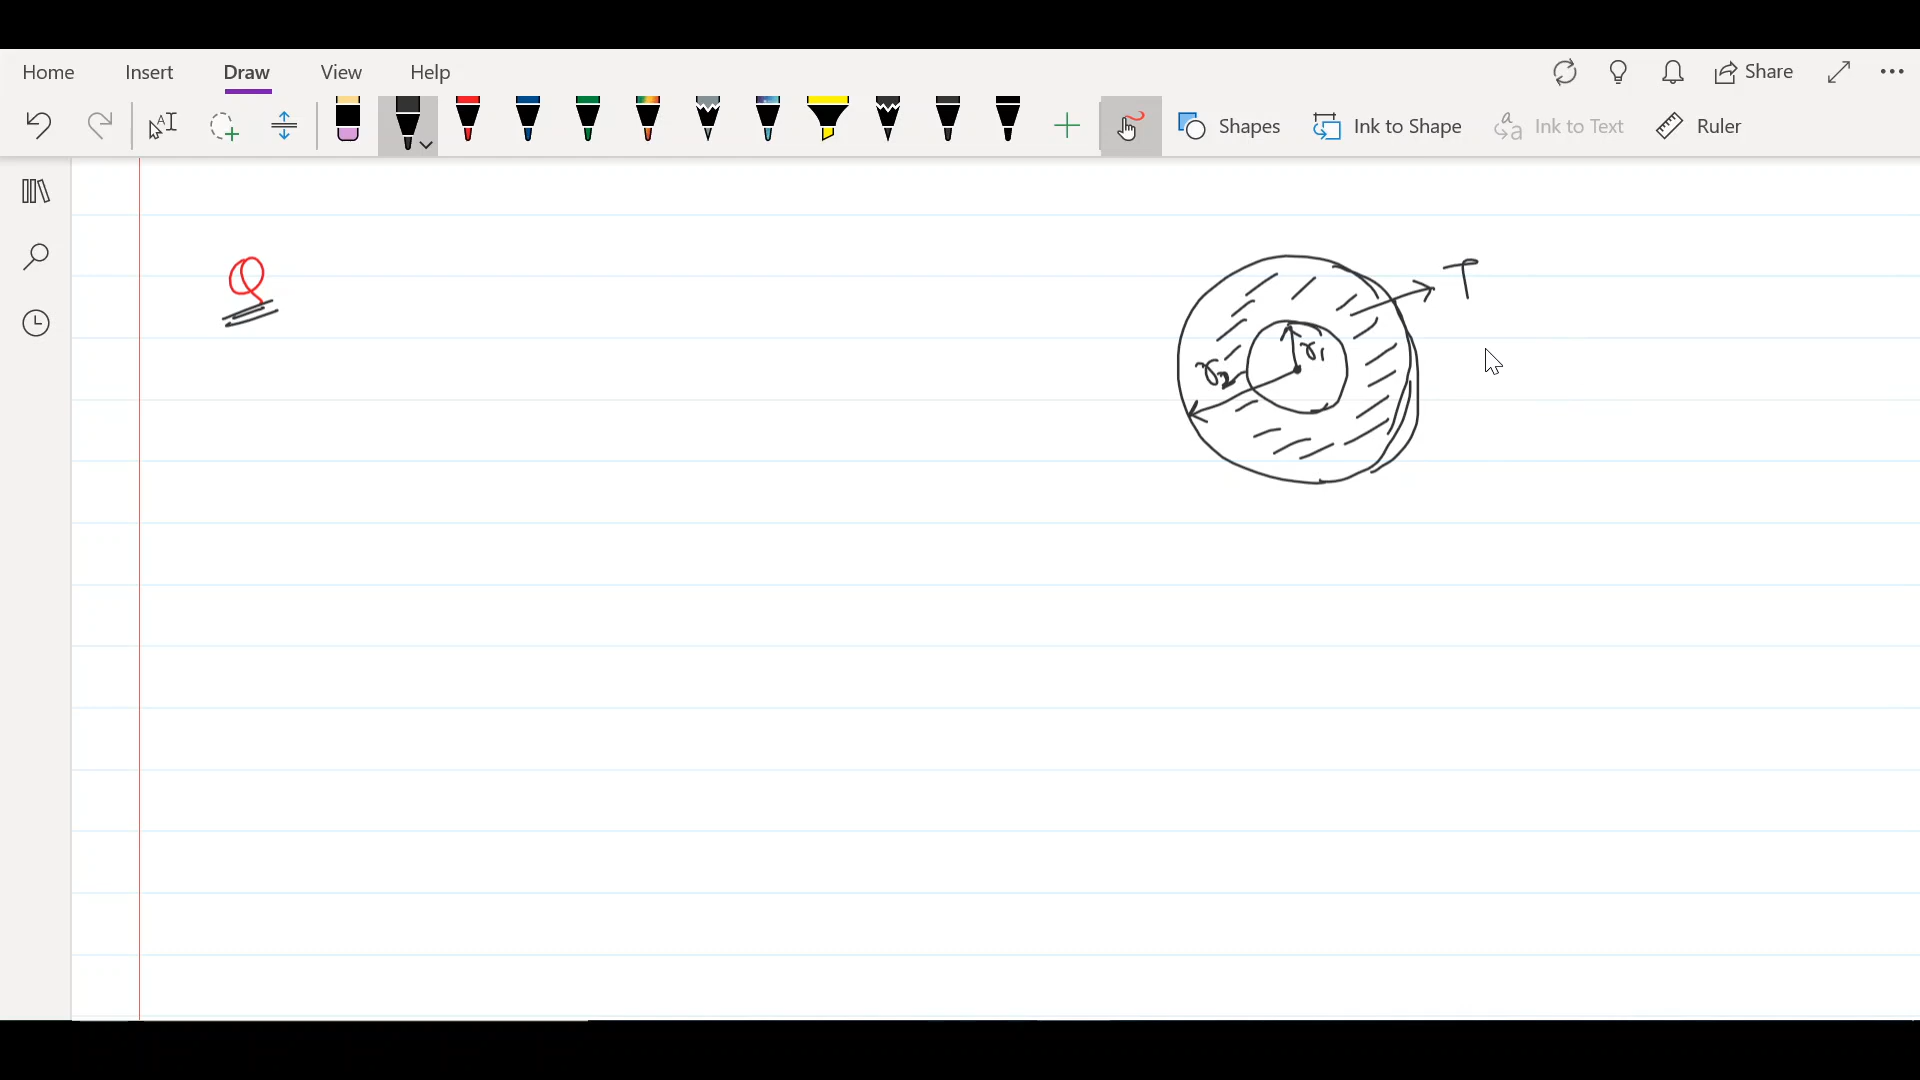 Home Insert Draw View Help Share
Shapes Ink to Shape Ink to Text Ruler
Q
T
r₁
r₂